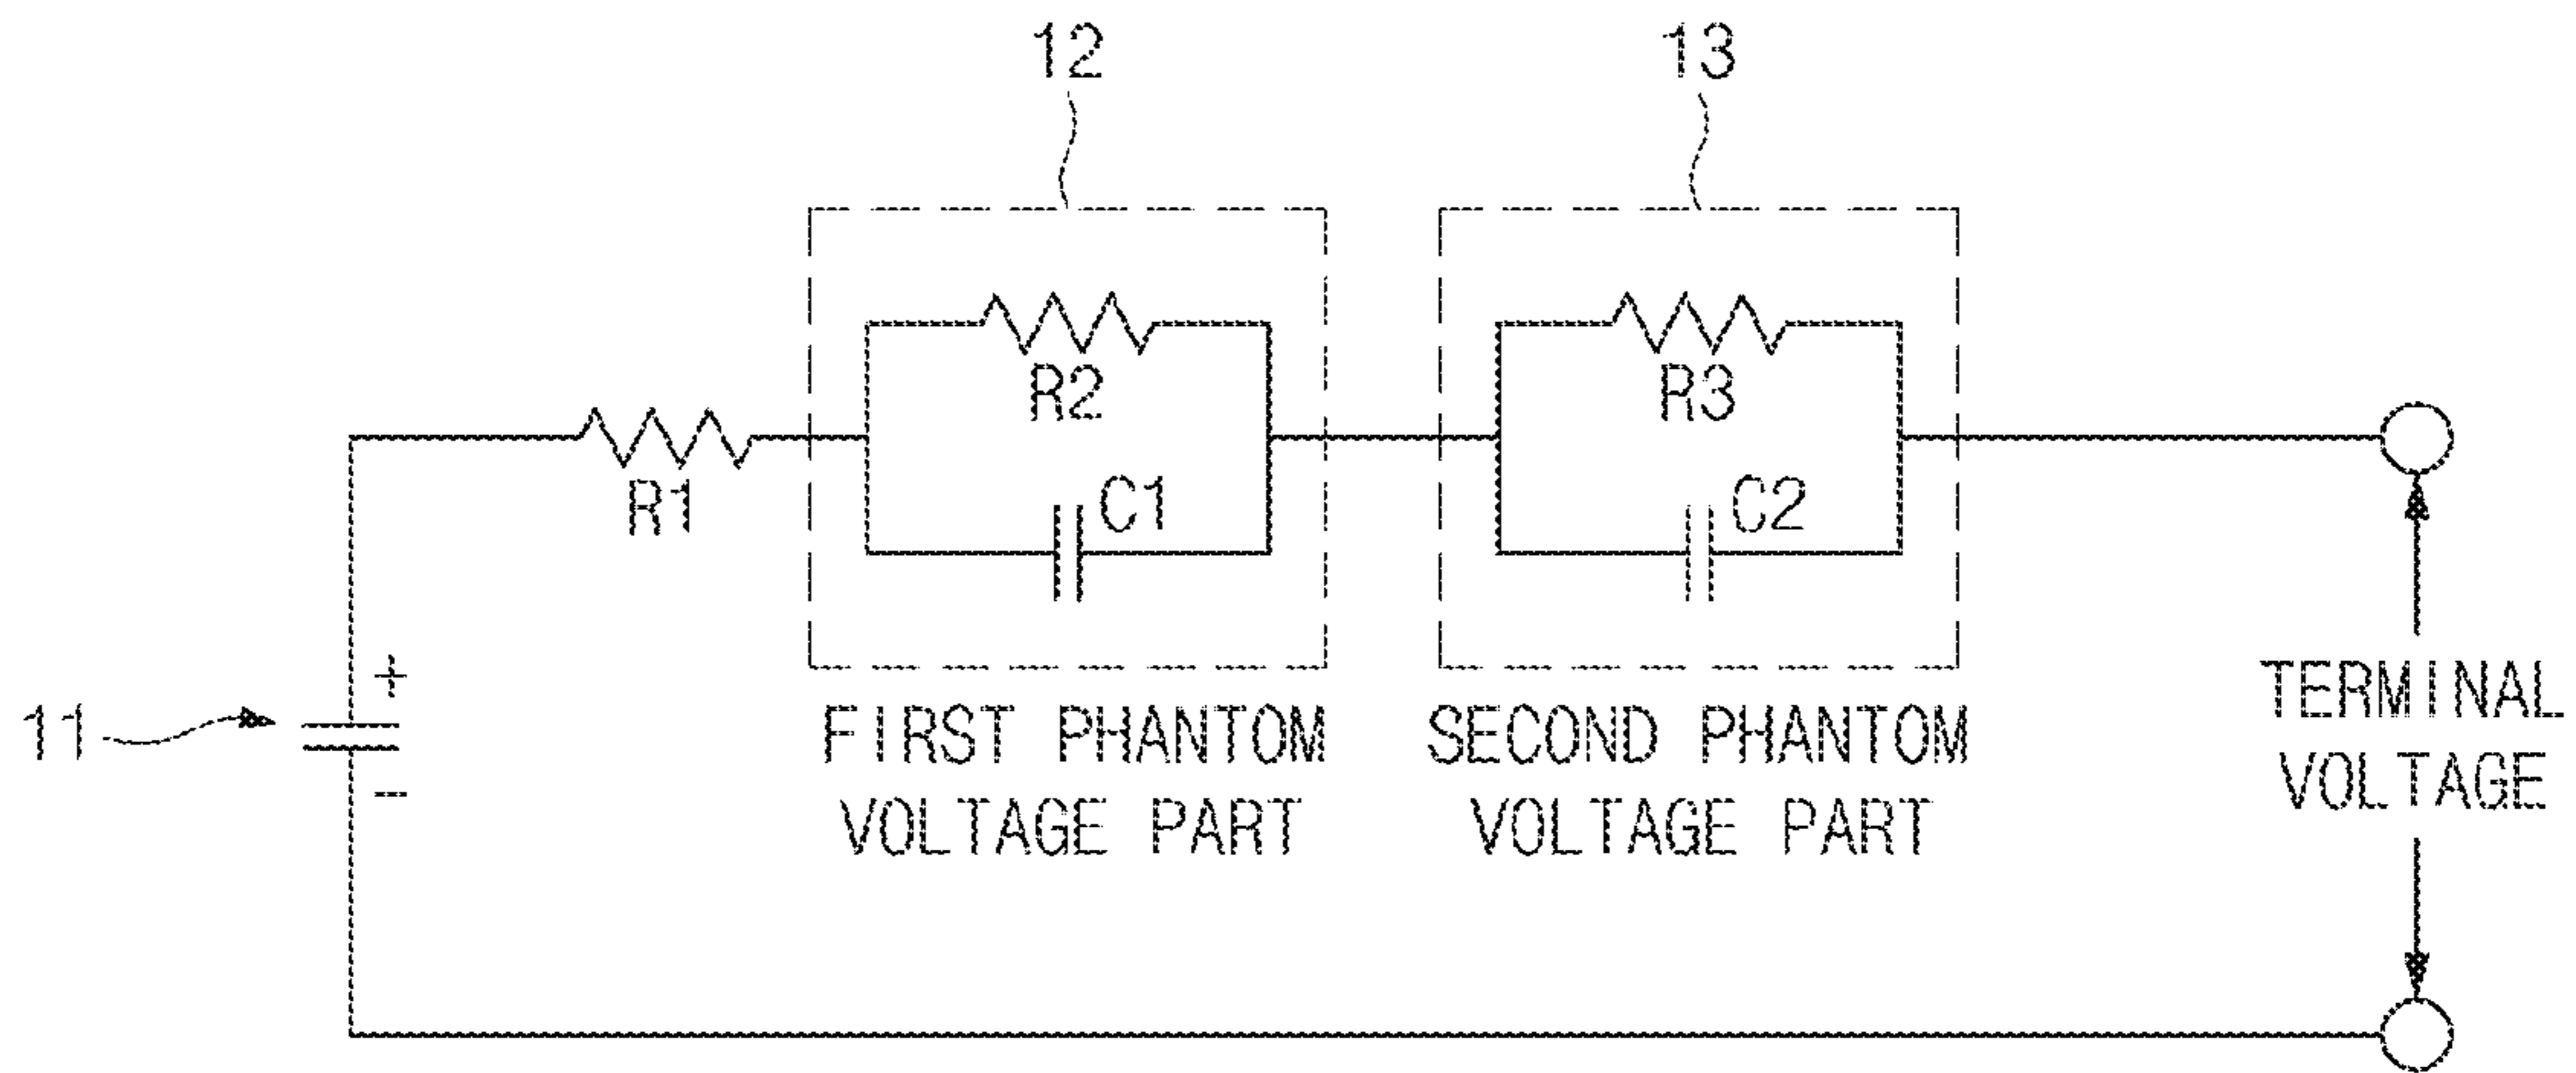 12
13
R2
R3
R1
C1
C2
+
11
−
FIRST PHANTOM
VOLTAGE PART
SECOND PHANTOM
VOLTAGE PART
TERMINAL
VOLTAGE